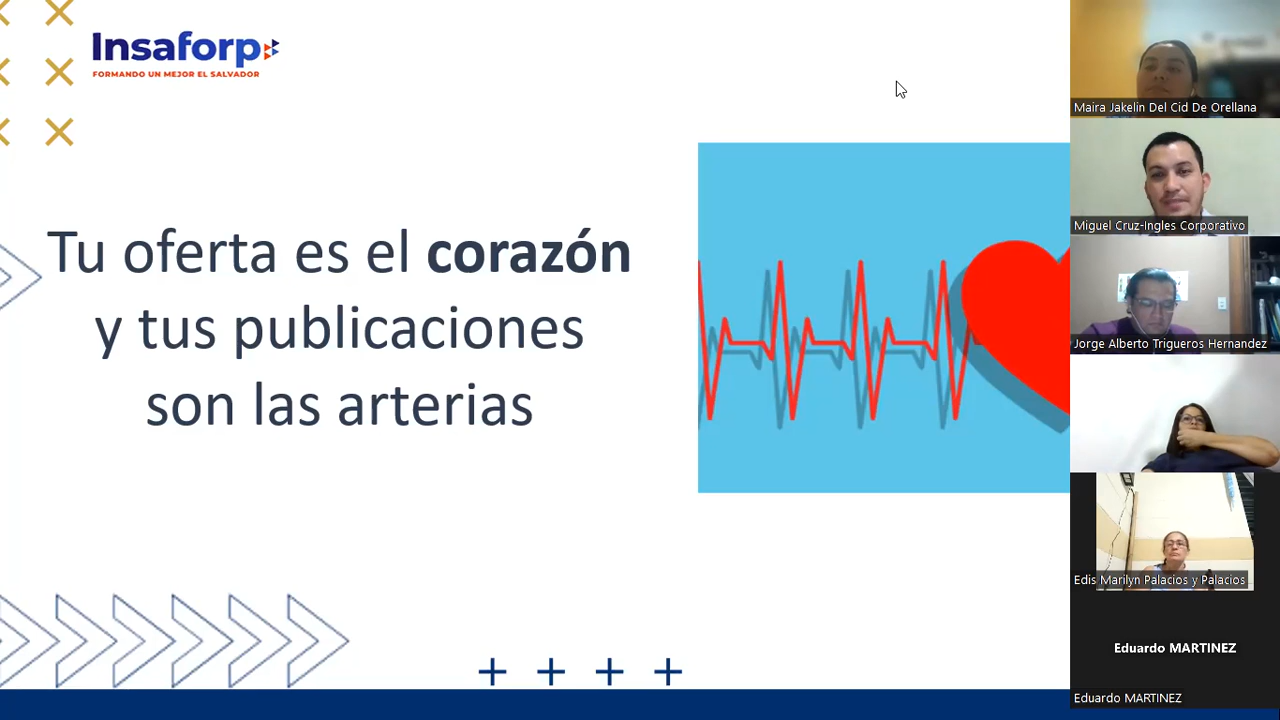 Insaforp
FORMANDO UN MEJOR EL SALVADOR
Tu oferta es el corazón
y tus publicaciones
son las arterias
Maira Jakelin Del Cid De Orellana
Miguel Cruz-Ingles Corporativo
Jorge Alberto Trigueros Hernandez
Edis Marilyn Palacios y Palacios
Eduardo MARTINEZ
Eduardo MARTINEZ